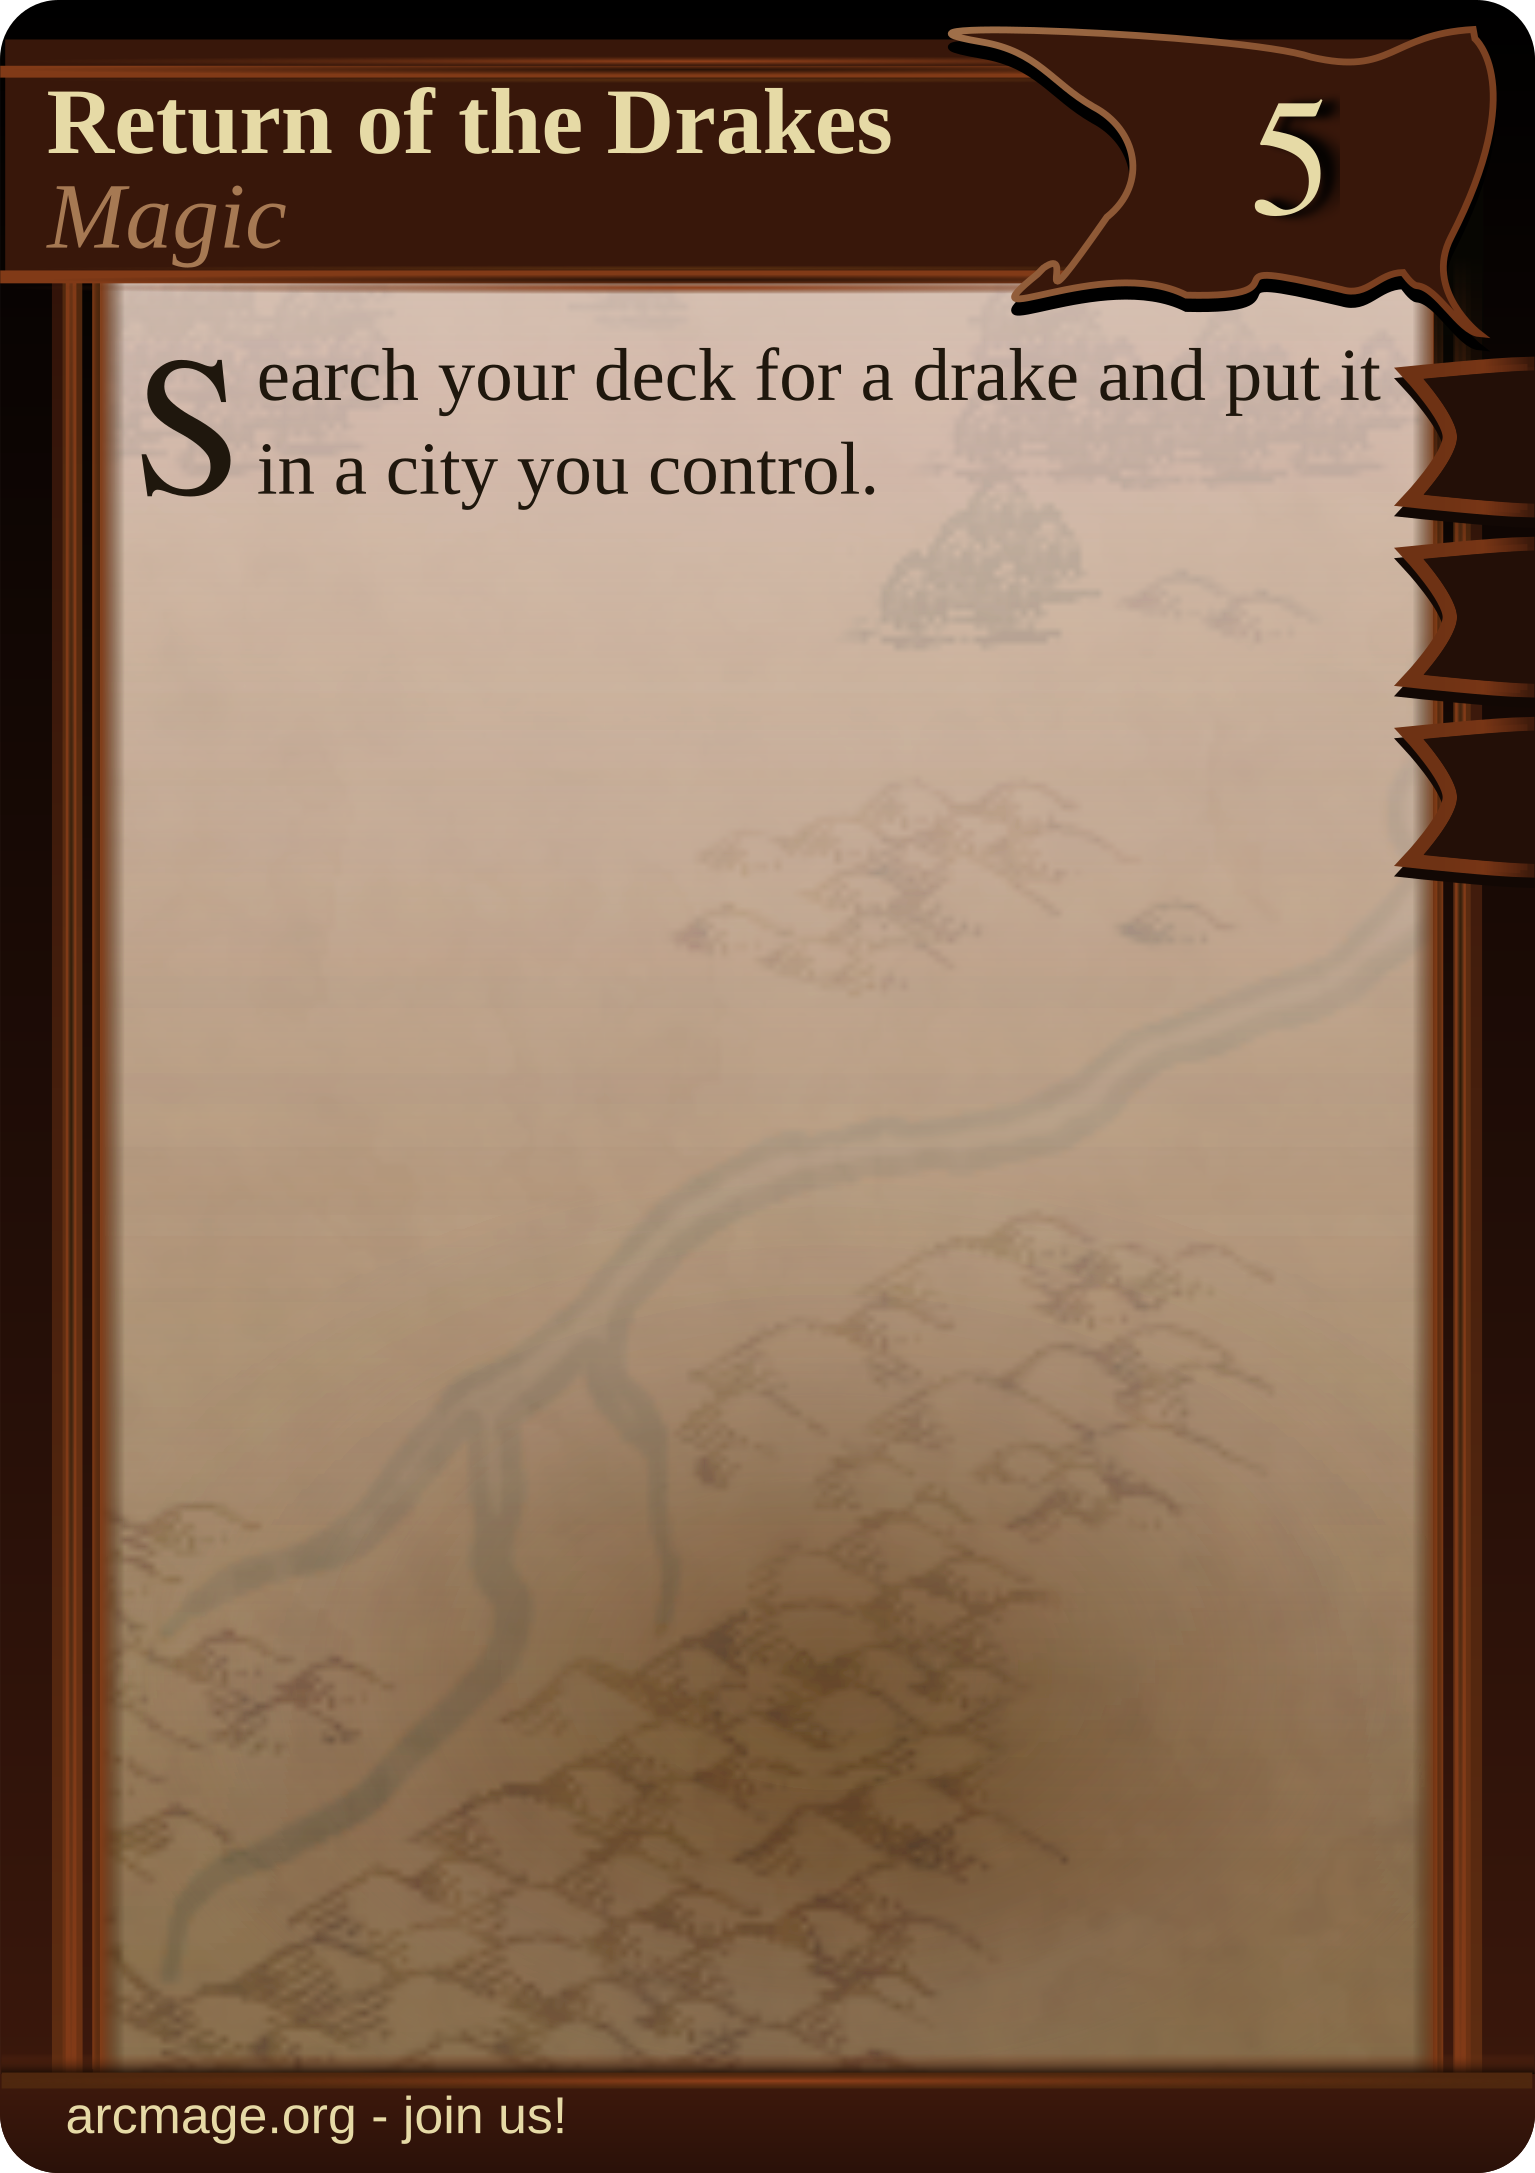 Return of the Drakes
5
Magic
Search your deck for a drake and put it
in a city you control.
arcmage.org - join us!